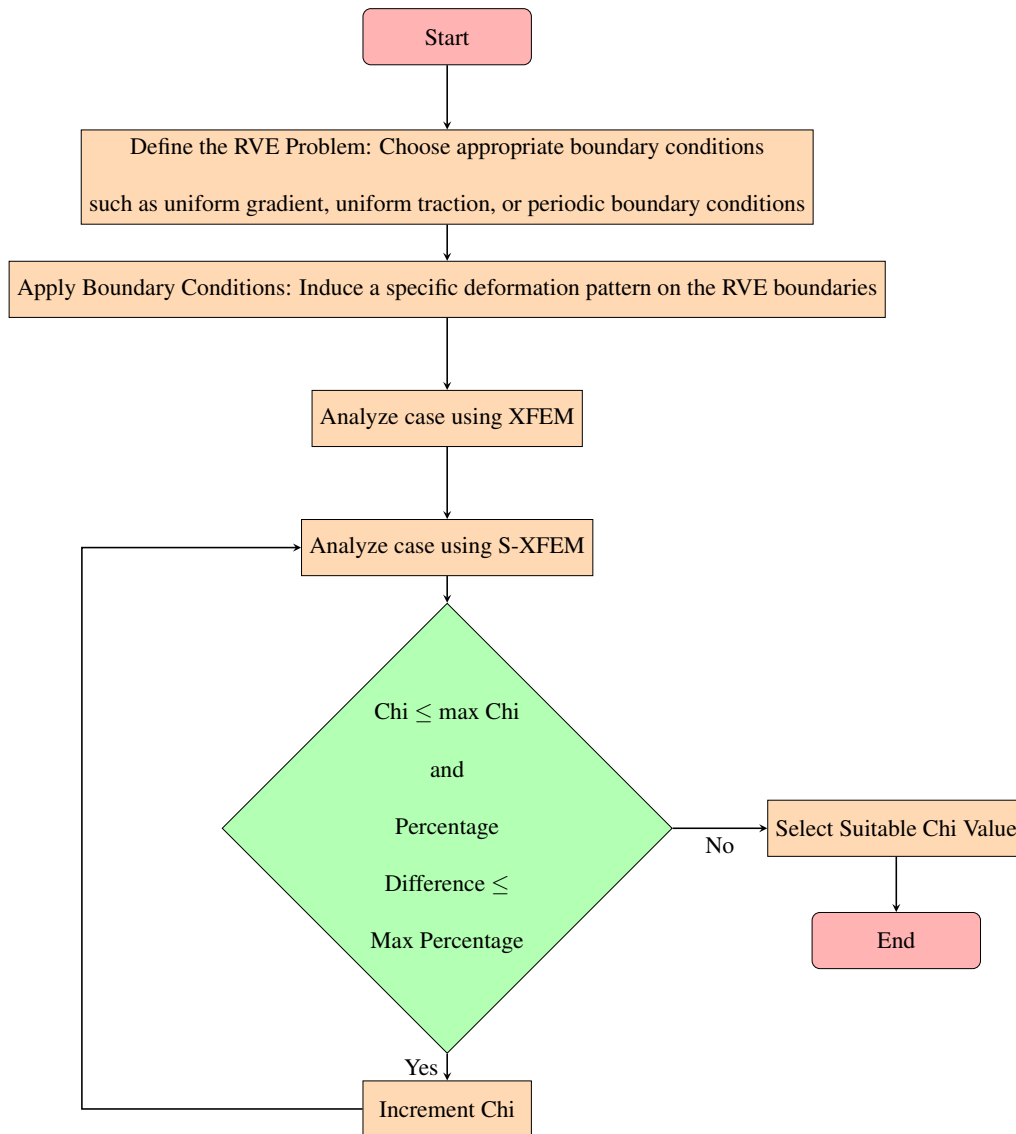 Start
Define the RVE Problem: Choose appropriate boundary conditions
such as uniform gradient, uniform traction, or periodic boundary conditions
Apply Boundary Conditions: Induce a specific deformation pattern on the RVE boundaries
Analyze case using XFEM
Analyze case using S-XFEM
Chi ≤ max Chi
and
Percentage
Difference ≤
Max Percentage
No
Select Suitable Chi Value
End
Yes
Increment Chi